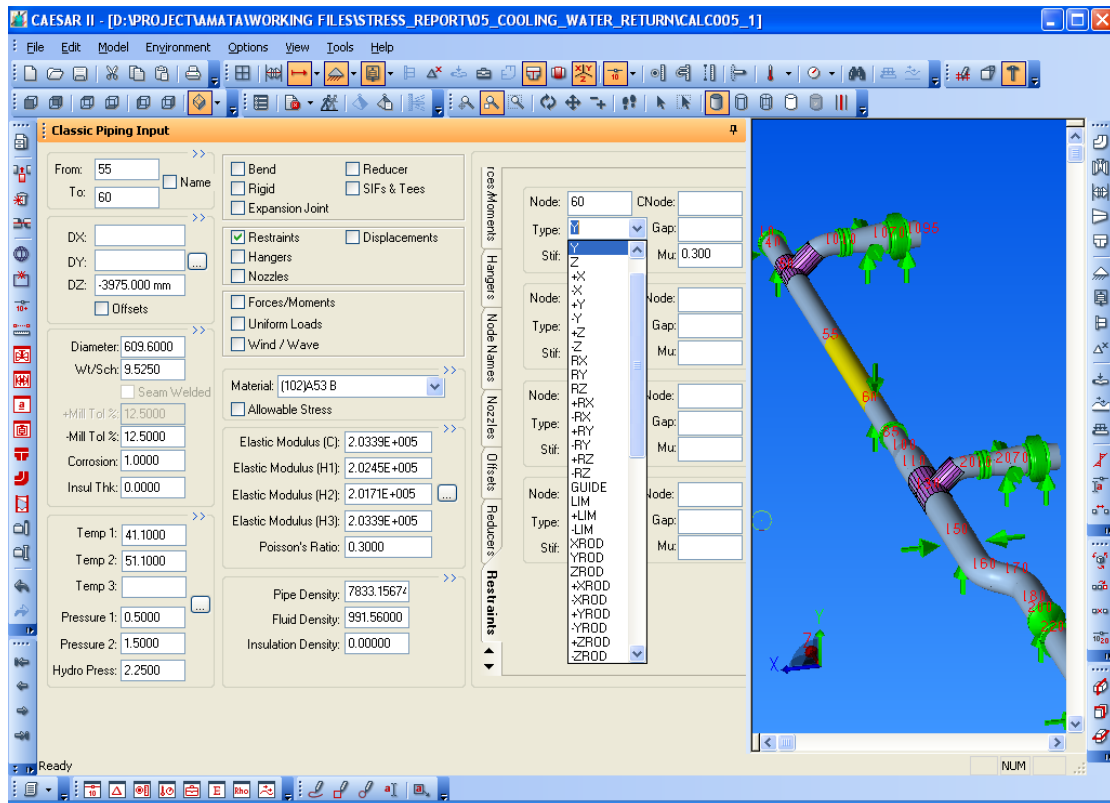 CAESAR II - [D:\PROJECT\AMATA\WORKING FILES\STRESS_REPORT\05_COOLING_WATER_RETURN\CALC005_1]
File Edit Model Environment Options View Tools Help
Classic Piping Input
From: 55
To: 60
Name
DX:
DY:
DZ: -3975.000 mm
Offsets
Diameter: 609.6000
Wt/Sch: 9.5250
Seam Welded
+Mill Tol %: 12.5000
-Mill Tol %: 12.5000
Corrosion: 1.0000
Insul Thk: 0.0000
Temp 1: 41.1000
Temp 2: 51.1000
Temp 3:
Pressure 1: 0.5000
Pressure 2: 1.5000
Hydro Press: 2.2500
Bend
Reducer
Rigid
SIFs & Tees
Expansion Joint
Restraints
Displacements
Hangers
Nozzles
Forces/Moments
Uniform Loads
Wind / Wave
Material: (102)A53 B
Allowable Stress
Elastic Modulus (C): 2.0339E+005
Elastic Modulus (H1): 2.0245E+005
Elastic Modulus (H2): 2.0171E+005
Elastic Modulus (H3): 2.0339E+005
Poisson's Ratio: 0.3000
Pipe Density: 7833.15674
Fluid Density: 991.56000
Insulation Density: 0.00000
rces/Moments
Hangers
Node Names
Nozzles
Offsets
Reducers
Restraints
Node: 60 CNode:
Type: Y Gap:
Stif: Mu: 0.300
Node: Node:
Type: Gap:
Stif: Mu:
Node: Node:
Type: Gap:
Stif: Mu:
Node: Node:
Type: Gap:
Stif: Mu:
Y
Z
+X
-X
+Y
-Y
+Z
-Z
RX
RY
RZ
+RX
-RX
+RY
-RY
+RZ
-RZ
GUIDE
LIM
+LIM
-LIM
XROD
YROD
ZROD
+XROD
-XROD
+YROD
-YROD
+ZROD
-ZROD
1070
1095
55
60
2070
150
160
170
180
200
220
Y
X
Z
Ready
NUM